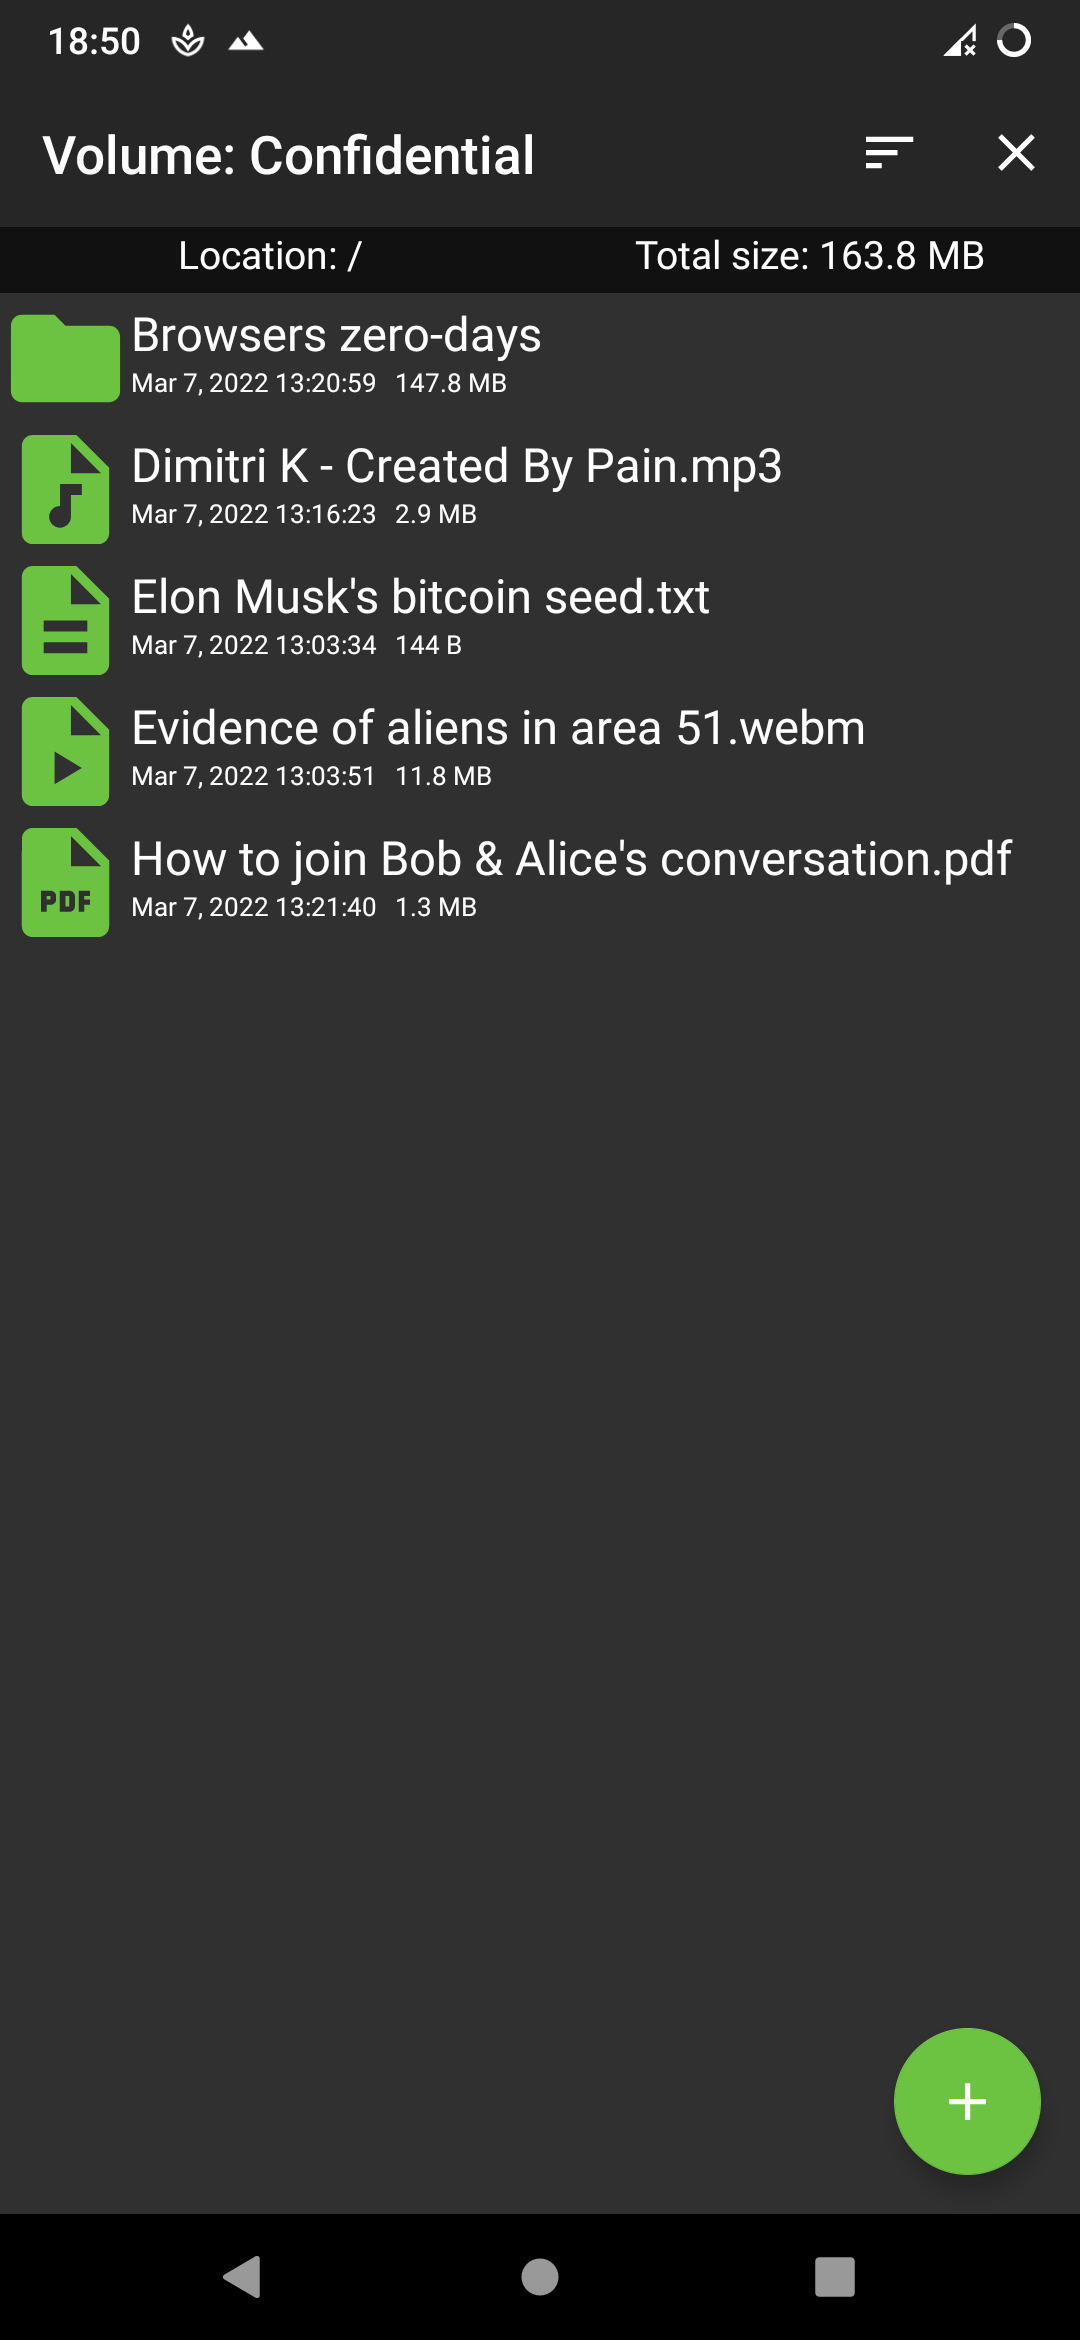 18:50
Volume: Confidential
Location: / Total size: 163.8 MB
Browsers zero-days
Mar 7, 2022 13:20:59 147.8 MB
Dimitri K - Created By Pain.mp3
Mar 7, 2022 13:16:23 2.9 MB
Elon Musk's bitcoin seed.txt
Mar 7, 2022 13:03:34 144 B
Evidence of aliens in area 51.webm
Mar 7, 2022 13:03:51 11.8 MB
How to join Bob & Alice's conversation.pdf
PDF
Mar 7, 2022 13:21:40 1.3 MB